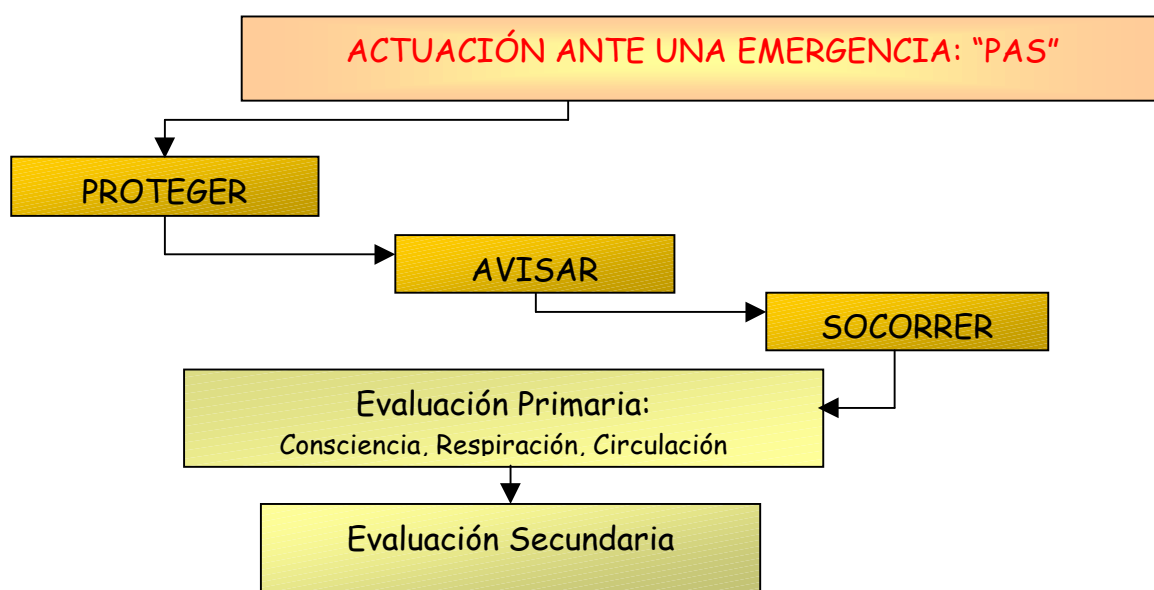 ACTUACIÓN ANTE UNA EMERGENCIA: “PAS”
PROTEGER
AVISAR
SOCORRER
Evaluación Primaria:
Consciencia, Respiración, Circulación
Evaluación Secundaria